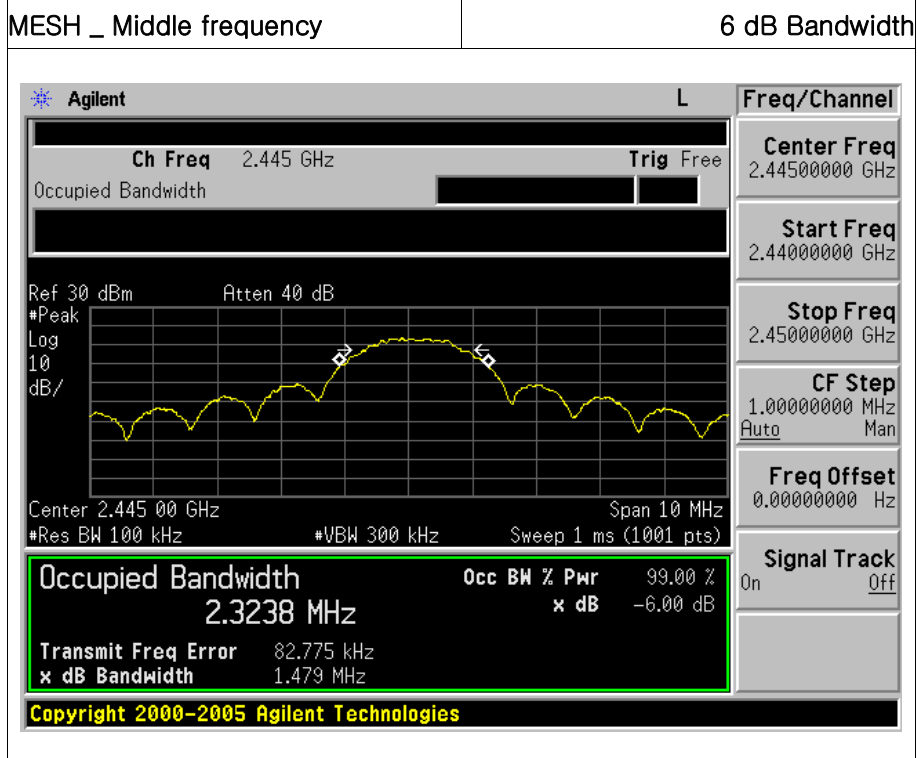 MESH _ Middle frequency 6 dB Bandwidth
Agilent L Freq/Channel
Ch Freq 2.445 GHz Trig Free
Occupied Bandwidth
Center Freq
2.44500000 GHz
Start Freq
2.44000000 GHz
Stop Freq
2.45000000 GHz
CF Step
1.00000000 MHz
Auto Man
Freq Offset
0.00000000 Hz
Signal Track
On Off
Ref 30 dBm Atten 40 dB
#Peak
Log
10
dB/
Center 2.445 00 GHz Span 10 MHz
#Res BW 100 kHz #VBW 300 kHz Sweep 1 ms (1001 pts)
Occupied Bandwidth Occ BW % Pwr 99.00 %
2.3238 MHz x dB -6.00 dB
Transmit Freq Error 82.775 kHz
x dB Bandwidth 1.479 MHz
Copyright 2000-2005 Agilent Technologies